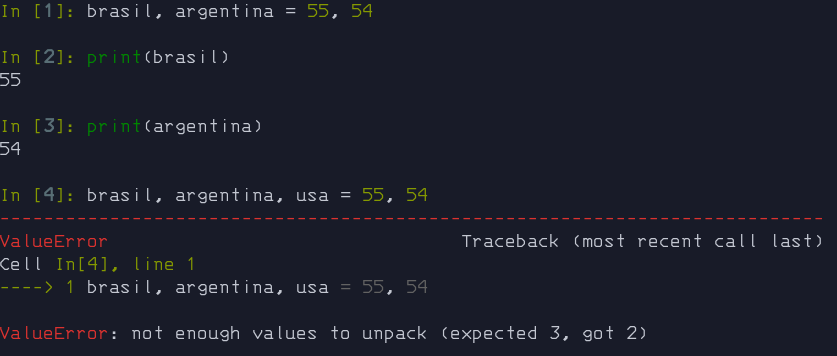 In [1]: brasil, argentina = 55, 54
In [2]: print(brasil)
55
In [3]: print(argentina)
54
In [4]: brasil, argentina, usa = 55, 54
---------------------------------------------------------------------------
ValueError                                Traceback (most recent call last)
Cell In[4], line 1
----> 1 brasil, argentina, usa = 55, 54
ValueError: not enough values to unpack (expected 3, got 2)